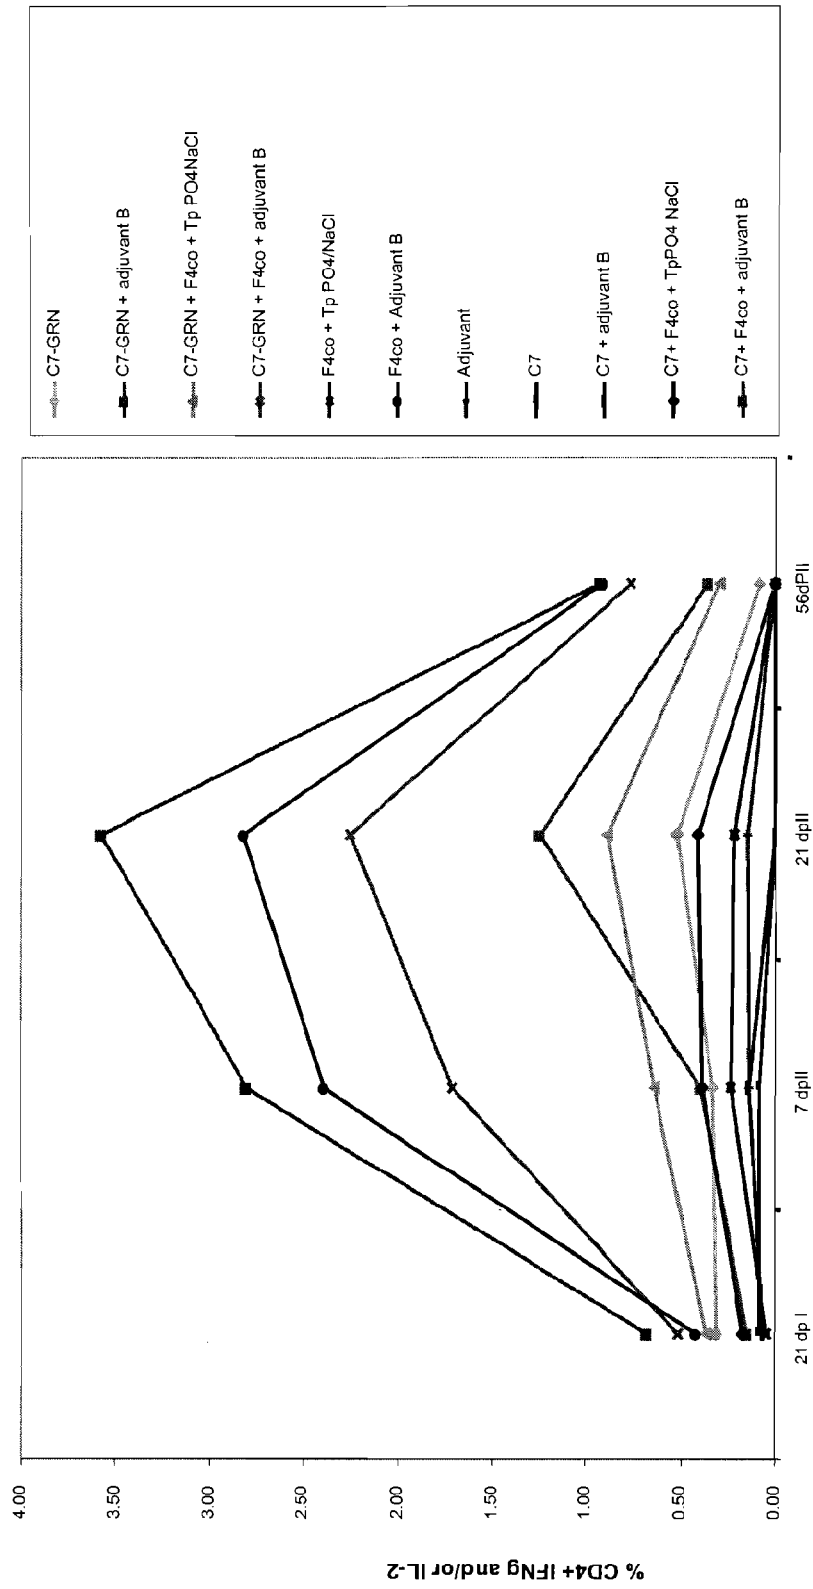 % CD4+ IFNg and/or IL-2
4.00
3.50
3.00
2.50
2.00
1.50
1.00
0.50
0.00
21 dp I
7 dpII
21 dpII
56dPII
C7-GRN
C7-GRN + adjuvant B
C7-GRN + F4co + Tp PO4NaCl
C7-GRN + F4co + adjuvant B
F4co + Tp PO4/NaCl
F4co + Adjuvant B
Adjuvant
C7
C7 + adjuvant B
C7+ F4co + TpPO4 NaCl
C7+ F4co + adjuvant B